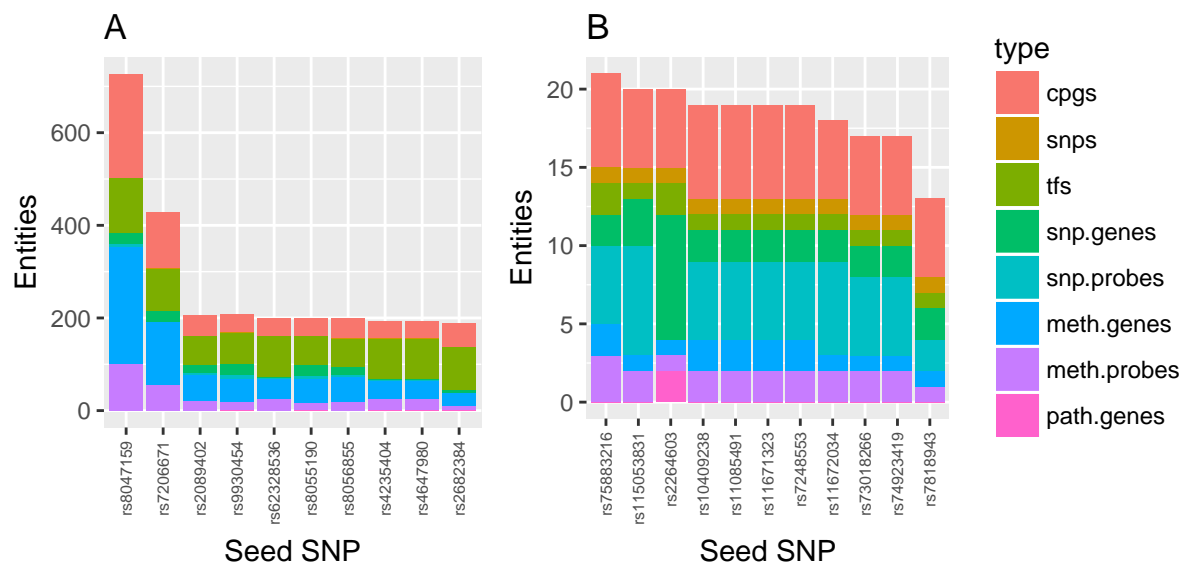 A
B
type
cpgs
snps
tfs
snp.genes
snp.probes
meth.genes
meth.probes
path.genes
Entities
600
400
200
0
rs8047159
rs7206671
rs2089402
rs9930454
rs62328536
rs8055190
rs8056855
rs4235404
rs4647980
rs2682384
Seed SNP
Entities
20
15
10
5
0
rs75883216
rs115053831
rs2264603
rs10409238
rs11085491
rs11671323
rs7248553
rs11672034
rs73018266
rs74923419
rs7818943
Seed SNP